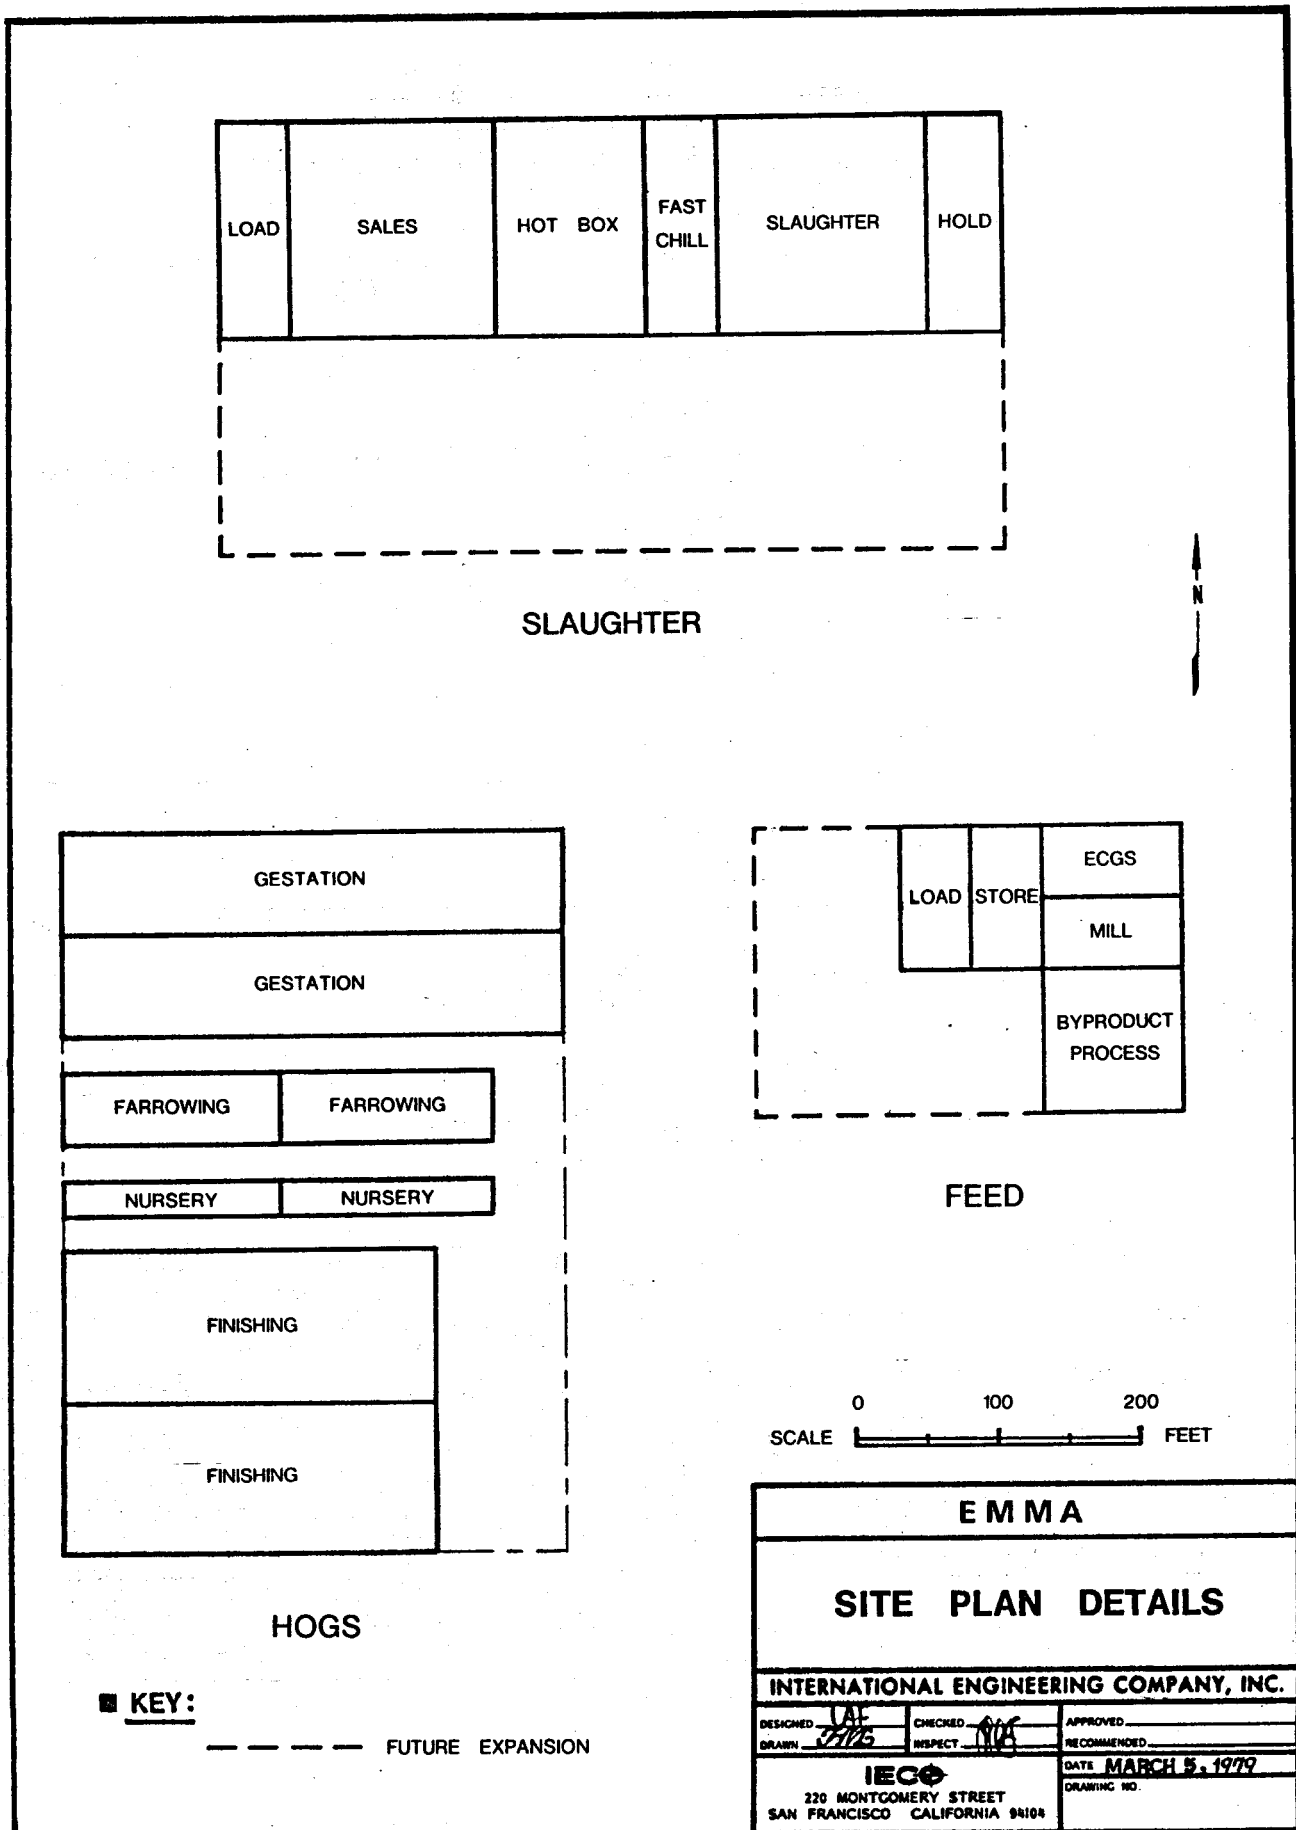 LOAD
SALES
HOT BOX
FAST
CHILL
SLAUGHTER
HOLD
SLAUGHTER
N
GESTATION
GESTATION
FARROWING
FARROWING
NURSERY
NURSERY
FINISHING
FINISHING
HOGS
LOAD
STORE
ECGS
MILL
BYPRODUCT
PROCESS
FEED
0 100 200
SCALE FEET
KEY:
FUTURE EXPANSION
EMMA
SITE PLAN DETAILS
INTERNATIONAL ENGINEERING COMPANY, INC.
DESIGNED
DRAWN
CHECKED
INSPECT
APPROVED
RECOMMENDED
IECO
220 MONTGOMERY STREET
SAN FRANCISCO CALIFORNIA 94104
DATE MARCH 5, 1979
DRAWING NO.